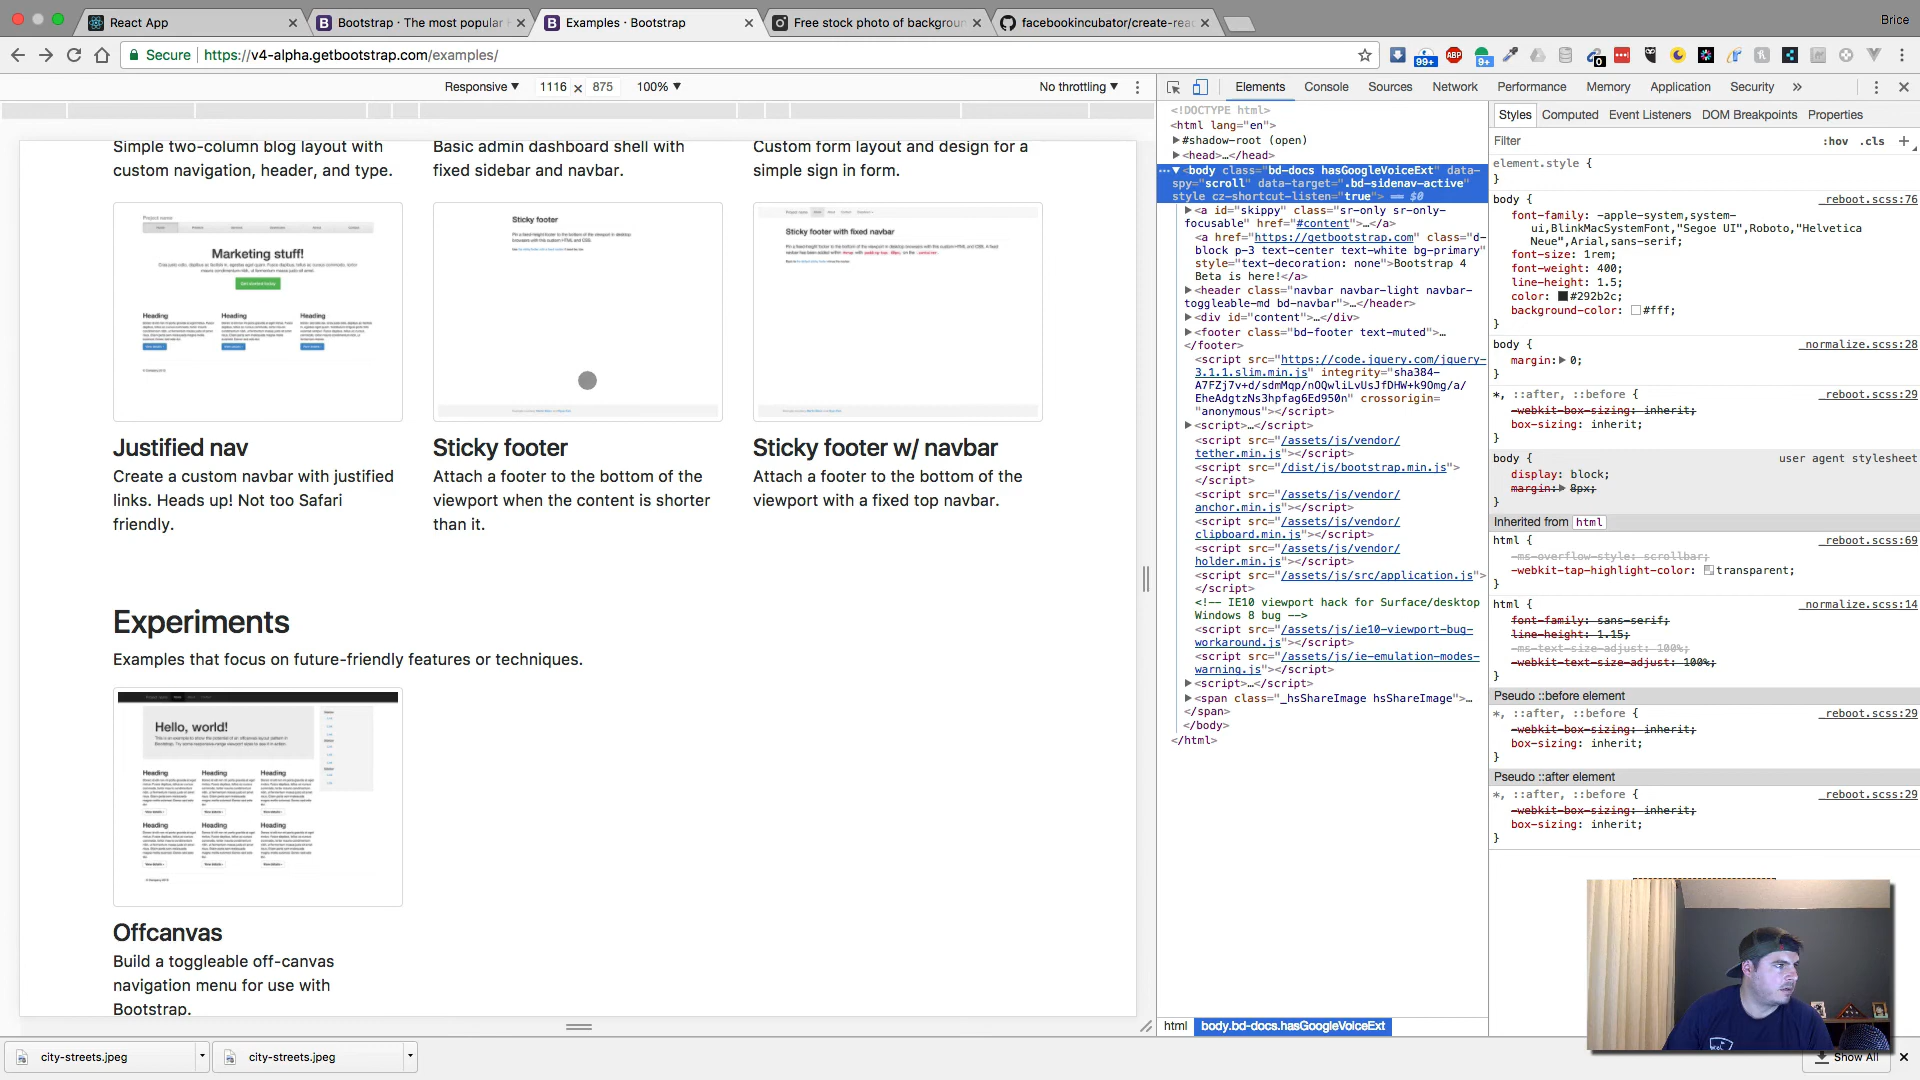 React App
Bootstrap · The most popular H
Examples · Bootstrap
Free stock photo of backgroun
facebookincubator/create-reac
Brice
Secure
https://v4-alpha.getbootstrap.com/examples/
99+
ABP
9+
0
Responsive ▼
1116 × 875
100% ▼
No throttling ▼
Elements
Console
Sources
Network
Performance
Memory
Application
Security
»
Simple two-column blog layout with
custom navigation, header, and type.
Basic admin dashboard shell with
fixed sidebar and navbar.
Custom form layout and design for a
simple sign in form.
Project name
Marketing stuff!
Get started today
Heading
Heading
Heading
Sticky footer
Sticky footer with fixed navbar
Justified nav
Create a custom navbar with justified
links. Heads up! Not too Safari
friendly.
Sticky footer
Attach a footer to the bottom of the
viewport when the content is shorter
than it.
Sticky footer w/ navbar
Attach a footer to the bottom of the
viewport with a fixed top navbar.
Experiments
Examples that focus on future-friendly features or techniques.
Hello, world!
Heading
Heading
Heading
Heading
Heading
Heading
Offcanvas
Build a toggleable off-canvas
navigation menu for use with
Bootstrap.
<!DOCTYPE html>
<html lang="en">
▶#shadow-root (open)
▶<head>…</head>
…▼<body class="bd-docs hasGoogleVoiceExt" data-
spy="scroll" data-target=".bd-sidenav-active"
style cz-shortcut-listen="true"> == $0
▶<a id="skippy" class="sr-only sr-only-
focusable" href="#content">…</a>
<a href="https://getbootstrap.com" class="d-
block p-3 text-center text-white bg-primary"
style="text-decoration: none">Bootstrap 4
Beta is here!</a>
▶<header class="navbar navbar-light navbar-
toggleable-md bd-navbar">…</header>
▶<div id="content">…</div>
▶<footer class="bd-footer text-muted">…
</footer>
<script src="https://code.jquery.com/jquery-
3.1.1.slim.min.js" integrity="sha384-
A7FZj7v+d/sdmMqp/nOQwliLvUsJfDHW+k9Omg/a/
EheAdgtzNs3hpfag6Ed950n" crossorigin=
"anonymous"></script>
▶<script>…</script>
<script src="/assets/js/vendor/
tether.min.js"></script>
<script src="/dist/js/bootstrap.min.js">
</script>
<script src="/assets/js/vendor/
anchor.min.js"></script>
<script src="/assets/js/vendor/
clipboard.min.js"></script>
<script src="/assets/js/vendor/
holder.min.js"></script>
<script src="/assets/js/src/application.js">
</script>
<!-- IE10 viewport hack for Surface/desktop
Windows 8 bug -->
<script src="/assets/js/ie10-viewport-bug-
workaround.js"></script>
<script src="/assets/js/ie-emulation-modes-
warning.js"></script>
▶<script>…</script>
▶<span class="_hsShareImage hsShareImage">…
</span>
</body>
</html>
html
body.bd-docs.hasGoogleVoiceExt
Styles
Computed
Event Listeners
DOM Breakpoints
Properties
Filter
:hov .cls +
element.style {
}
body {
_reboot.scss:76
font-family: -apple-system,system-
ui,BlinkMacSystemFont,"Segoe UI",Roboto,"Helvetica
Neue",Arial,sans-serif;
font-size: 1rem;
font-weight: 400;
line-height: 1.5;
color: #292b2c;
background-color: #fff;
}
body {
_normalize.scss:28
margin:▶ 0;
}
*, ::after, ::before {
_reboot.scss:29
-webkit-box-sizing: inherit;
box-sizing: inherit;
}
body {
user agent stylesheet
display: block;
margin:▶ 8px;
}
Inherited from html
html {
_reboot.scss:69
-ms-overflow-style: scrollbar;
-webkit-tap-highlight-color: transparent;
}
html {
_normalize.scss:14
font-family: sans-serif;
line-height: 1.15;
-ms-text-size-adjust: 100%;
-webkit-text-size-adjust: 100%;
}
Pseudo ::before element
*, ::after, ::before {
_reboot.scss:29
-webkit-box-sizing: inherit;
box-sizing: inherit;
}
Pseudo ::after element
*, ::after, ::before {
_reboot.scss:29
-webkit-box-sizing: inherit;
box-sizing: inherit;
}
city-streets.jpeg
city-streets.jpeg
Show All